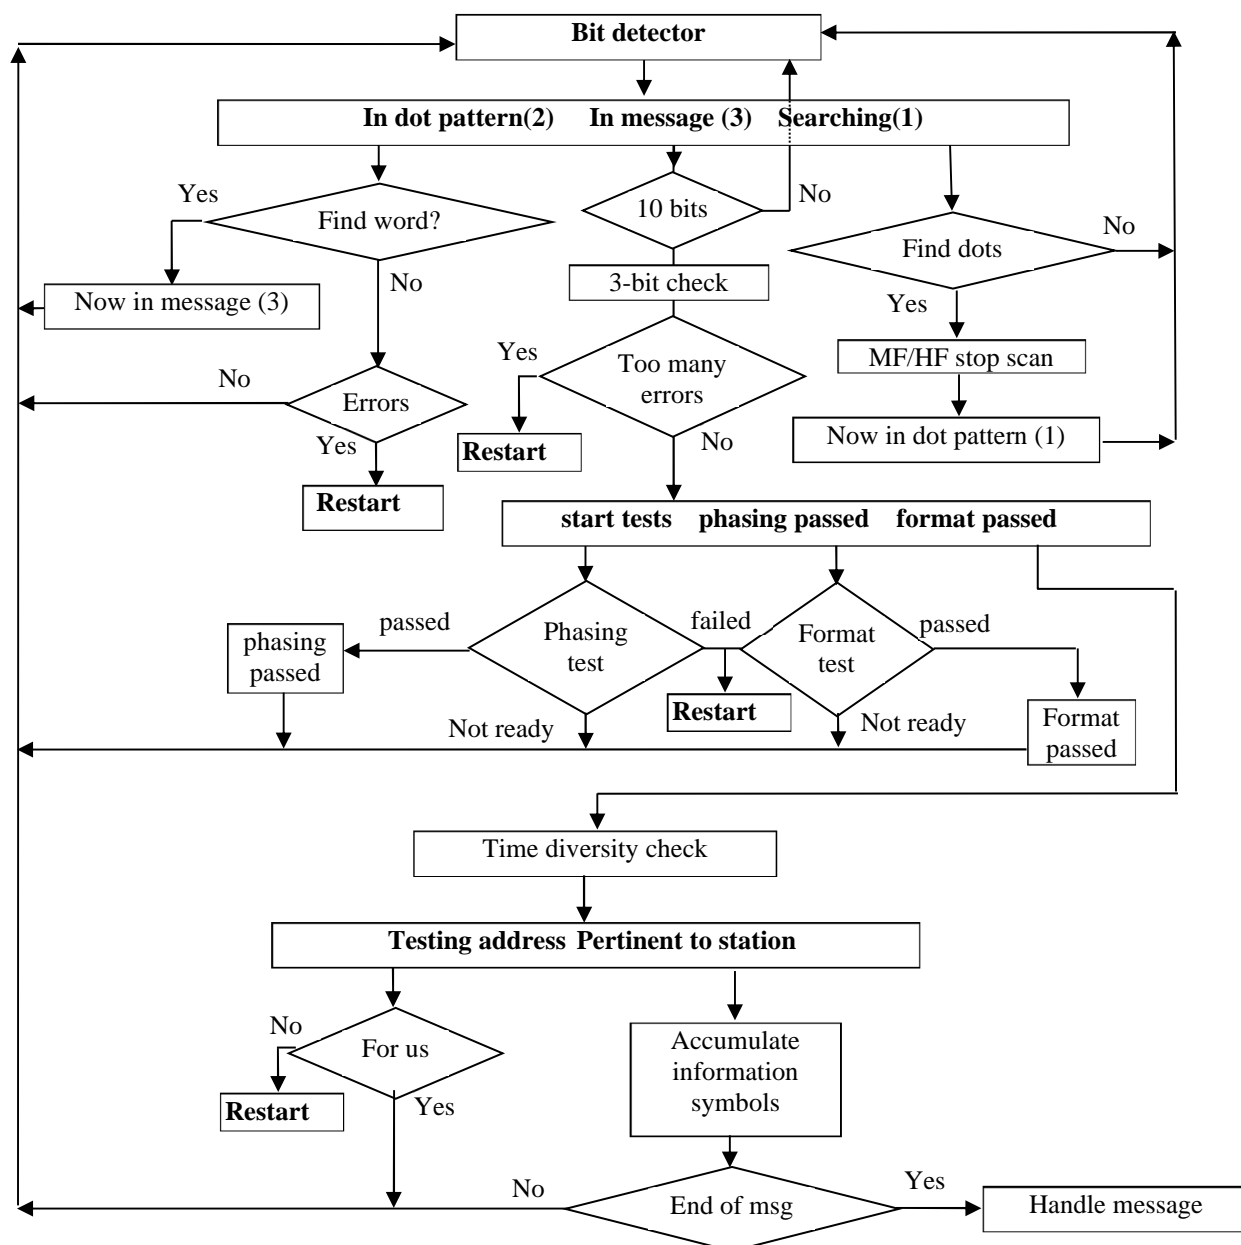 Bit detector
In dot pattern(2) In message (3) Searching(1)
Yes
Find word?
10 bits
No
Find dots
No
No
3-bit check
Now in message (3)
Yes
Yes
Too many
errors
MF/HF stop scan
No
Errors
Now in dot pattern (1)
Yes
Restart
No
Restart
start tests phasing passed format passed
passed
Phasing
test
failed
Format
test
passed
phasing
passed
Restart
Not ready
Not ready
Format
passed
Time diversity check
Testing address Pertinent to station
No
For us
Accumulate
information
symbols
Restart
Yes
No
End of msg
Yes
Handle message